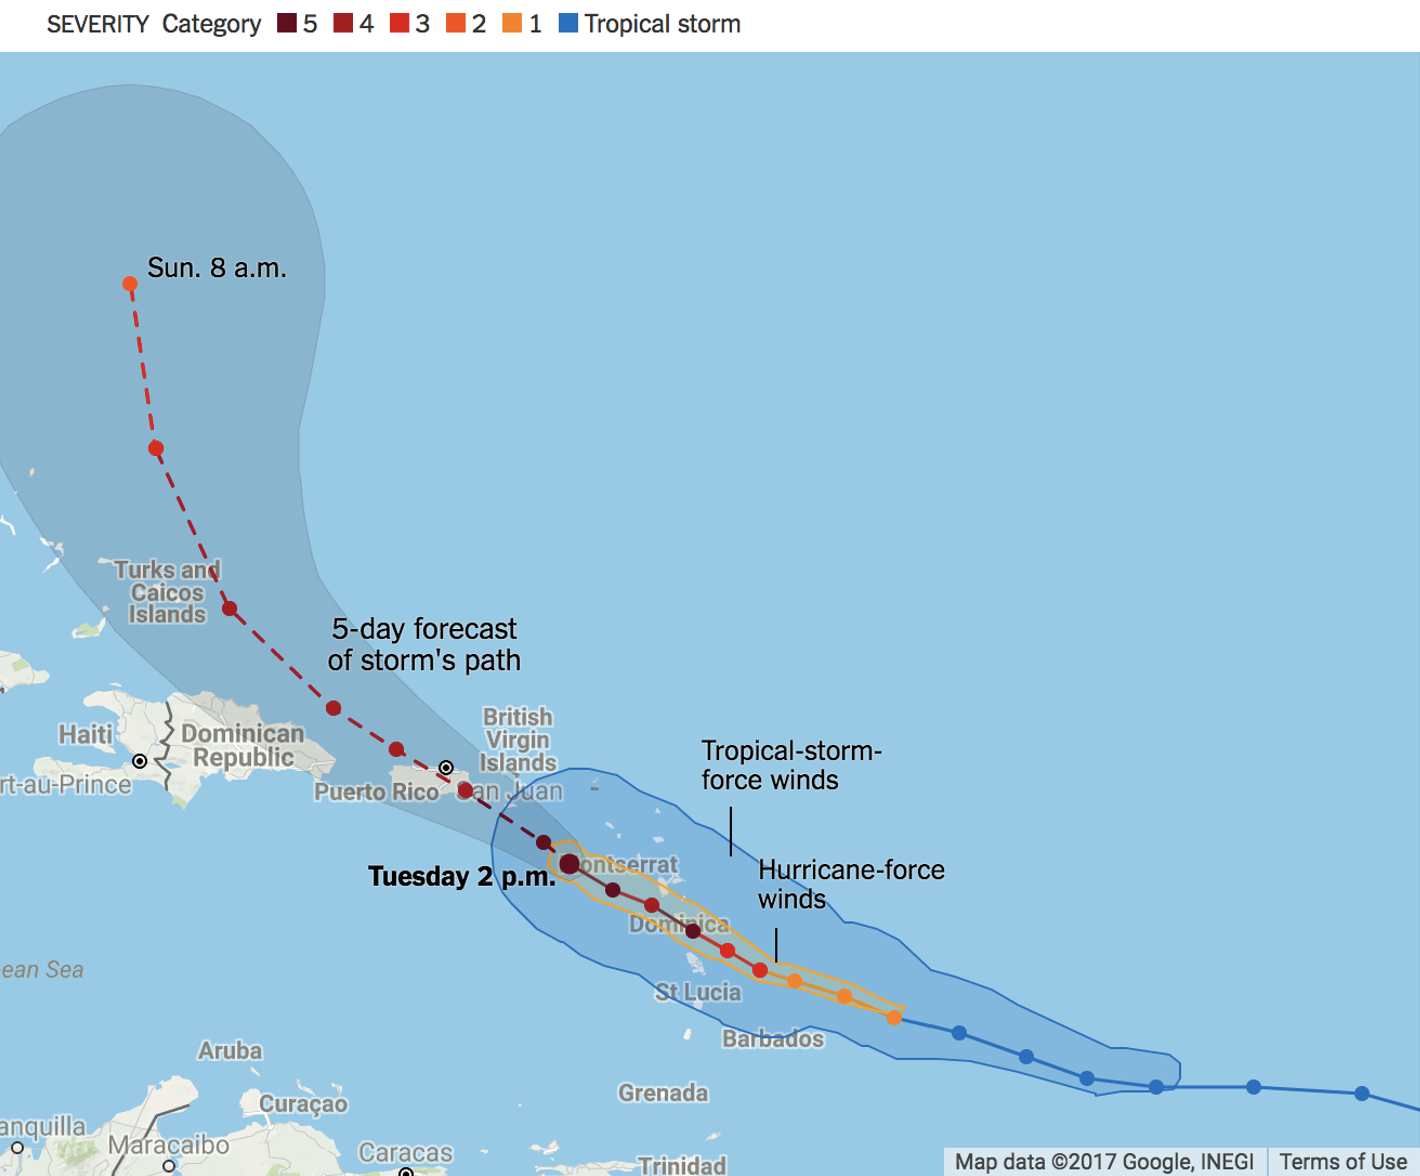 SEVERITY Category 5 4 3 2 1 Tropical storm
Sun. 8 a.m.
Turks and
Caicos
Islands
5-day forecast
of storm's path
British
Virgin
Islands
Haiti
Dominican
Republic
rt-au-Prince
Puerto Rico
San Juan
Tropical-storm-
force winds
Tuesday 2 p.m.
ontserrat
Hurricane-force
winds
Dominica
ean Sea
St Lucia
Barbados
Aruba
Grenada
Curaçao
anquilla
Maracaibo
Caracas
Trinidad
Map data ©2017 Google, INEGI
Terms of Use